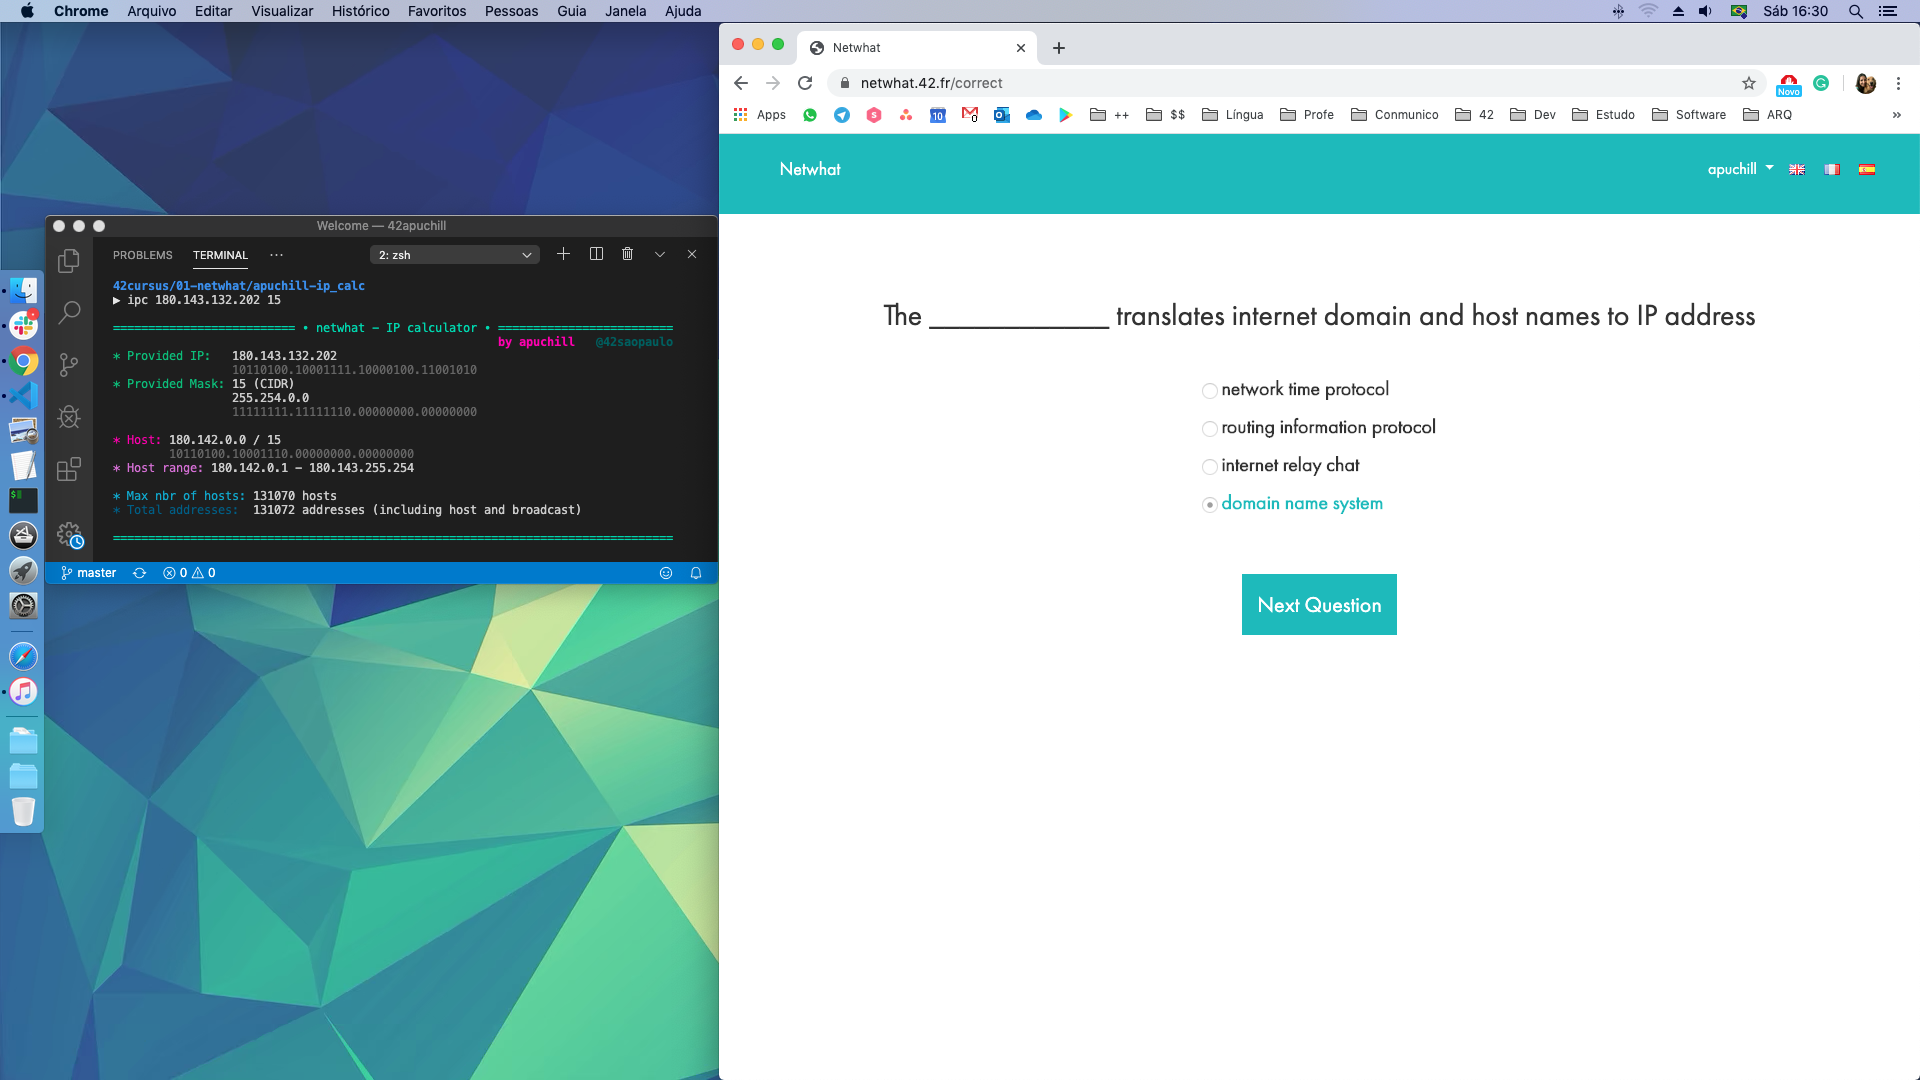 Chrome Arquivo Editar Visualizar Histórico Favoritos Pessoas Guia Janela Ajuda
Sáb 16:30
Welcome — 42apuchill
PROBLEMS TERMINAL ···
2: zsh
42cursus/01-netwhat/apuchill-ip_calc
▶ ipc 180.143.132.202 15
========================== • netwhat - IP calculator • =========================
by apuchill @42saopaulo
* Provided IP: 180.143.132.202
10110100.10001111.10000100.11001010
* Provided Mask: 15 (CIDR)
255.254.0.0
11111111.11111110.00000000.00000000
* Host: 180.142.0.0 / 15
10110100.10001110.00000000.00000000
* Host range: 180.142.0.1 - 180.143.255.254
* Max nbr of hosts: 131070 hosts
* Total addresses: 131072 addresses (including host and broadcast)
================================================================================
master 0 0
Netwhat
netwhat.42.fr/correct
Novo
Apps 10 0 ++ $$ Língua Profe Conmunico 42 Dev Estudo Software ARQ »
Netwhat
apuchill
The ______________ translates internet domain and host names to IP address
network time protocol
routing information protocol
internet relay chat
domain name system
Next Question